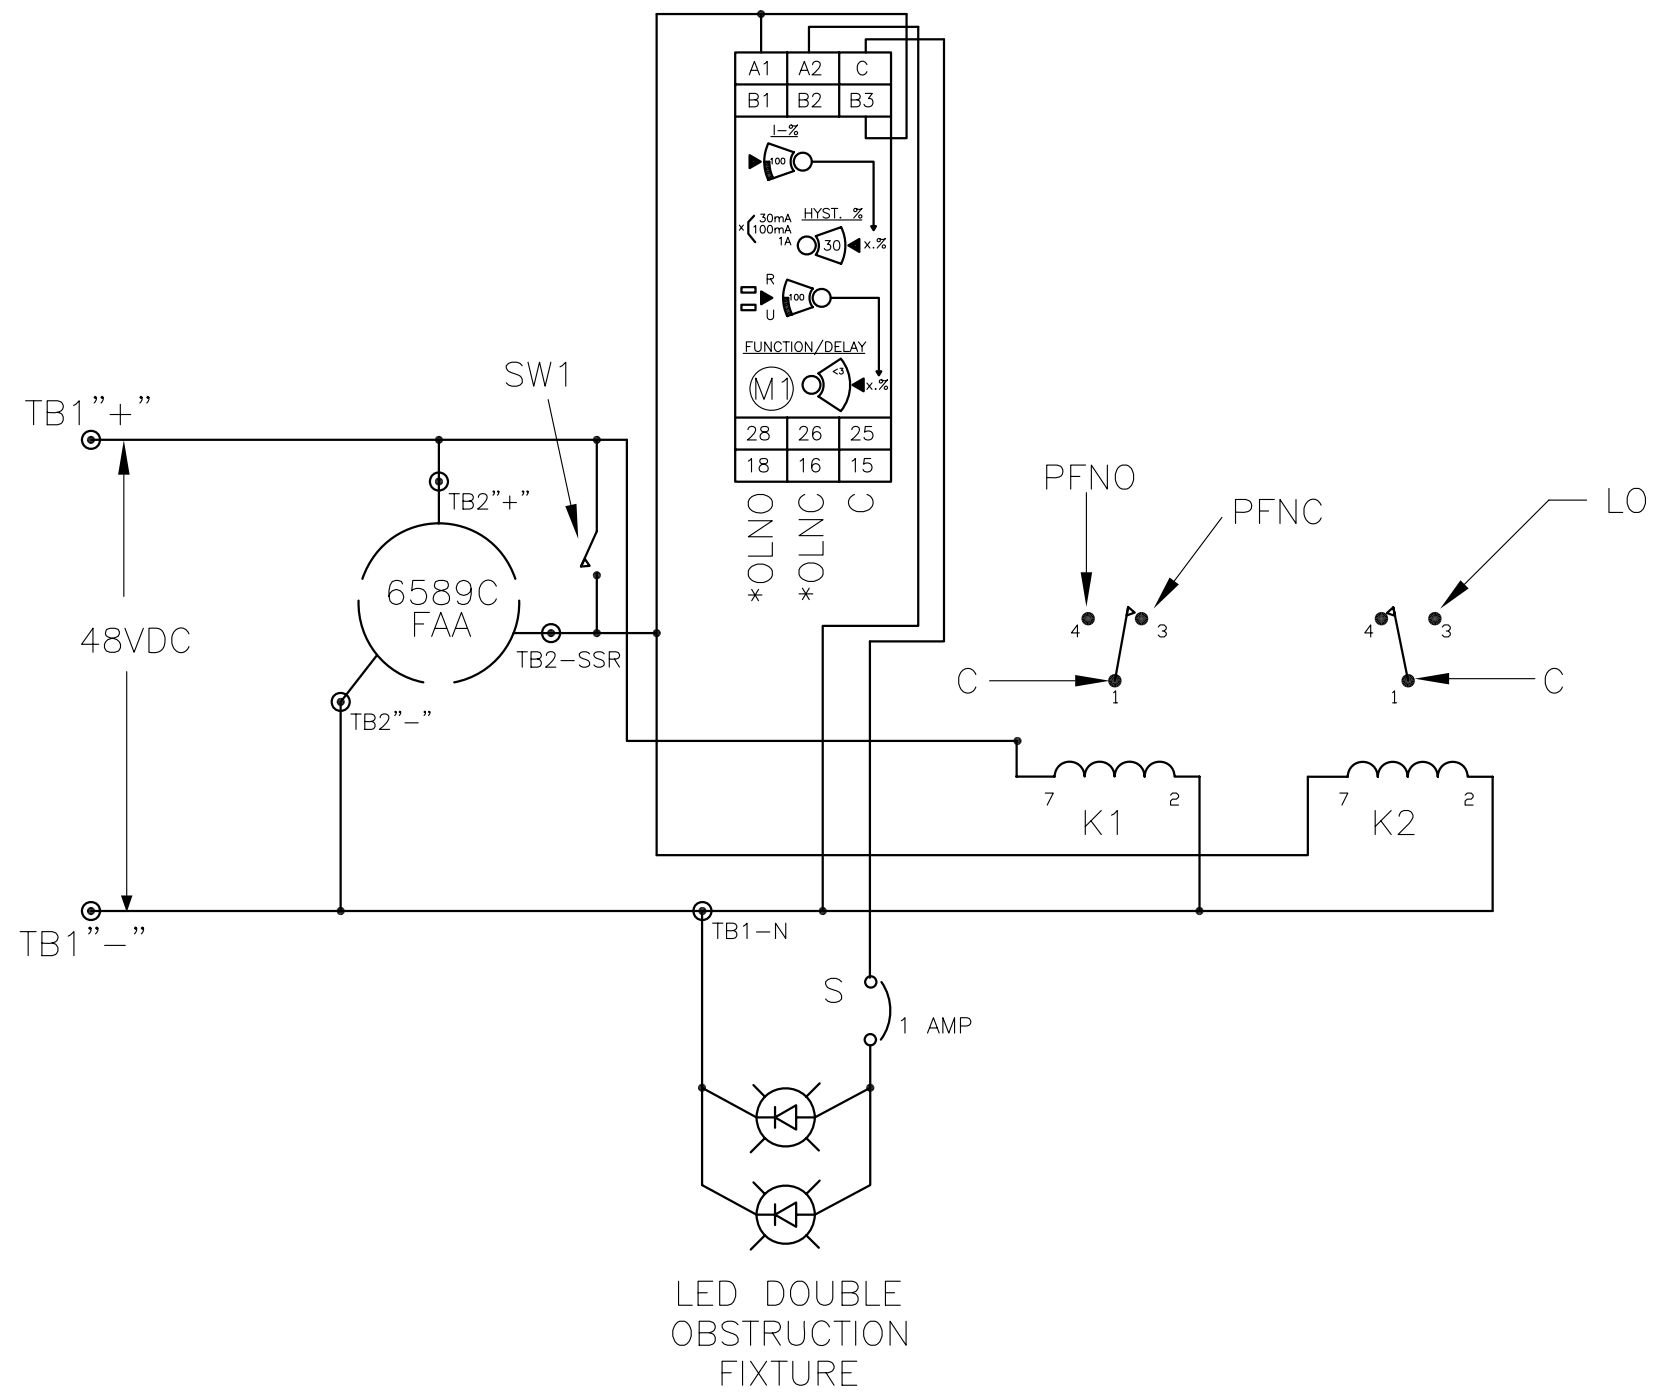 A1 A2 C
B1 B2 B3
I-%
100
30mA
100mA
1A
x
HYST. %
30
x.%
R
U
100
FUNCTION/DELAY
M1
<3
x.%
28 26 25
18 16 15
*OLNO
*OLNC
C
SW1
TB1"+"
TB2"+"
6589C
FAA
48VDC
TB2-SSR
TB2"-"
TB1"-"
TB1-N
PFNO
PFNC
LO
4
3
C
1
4
3
C
1
7
2
K1
7
2
K2
S
1 AMP
LED DOUBLE
OBSTRUCTION
FIXTURE